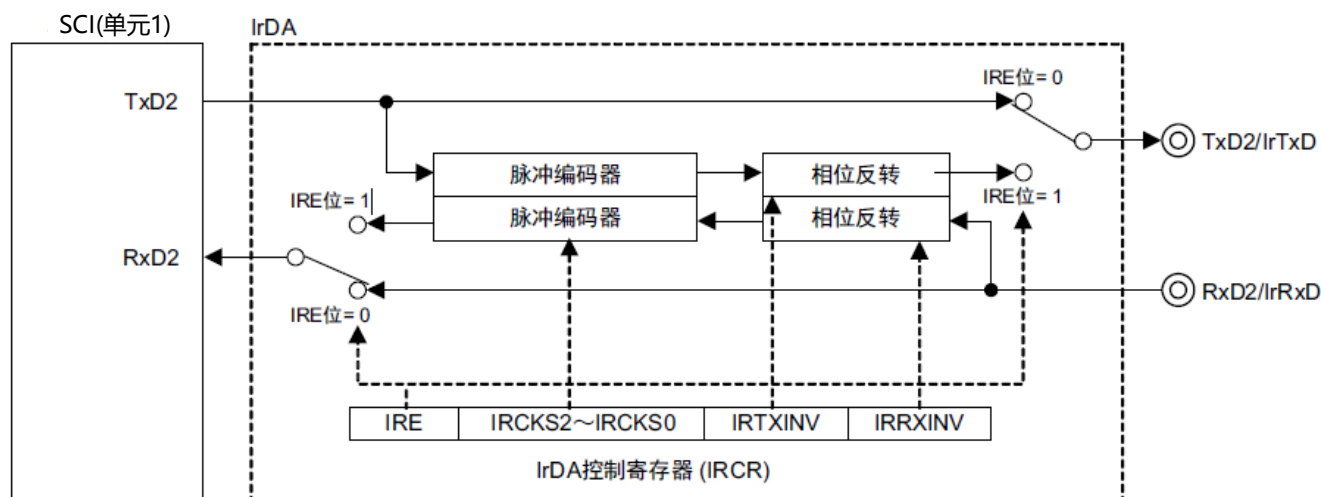 SCI(单元1)
IrDA
IRE位= 0
TxD2
TxD2/IrTxD
脉冲编码器
相位反转
IRE位= 1
IRE位= 1
脉冲编码器
相位反转
RxD2
RxD2/IrRxD
IRE位= 0
IRE
IRCKS2～IRCKS0
IRTXINV
IRRXINV
IrDA控制寄存器 (IRCR)